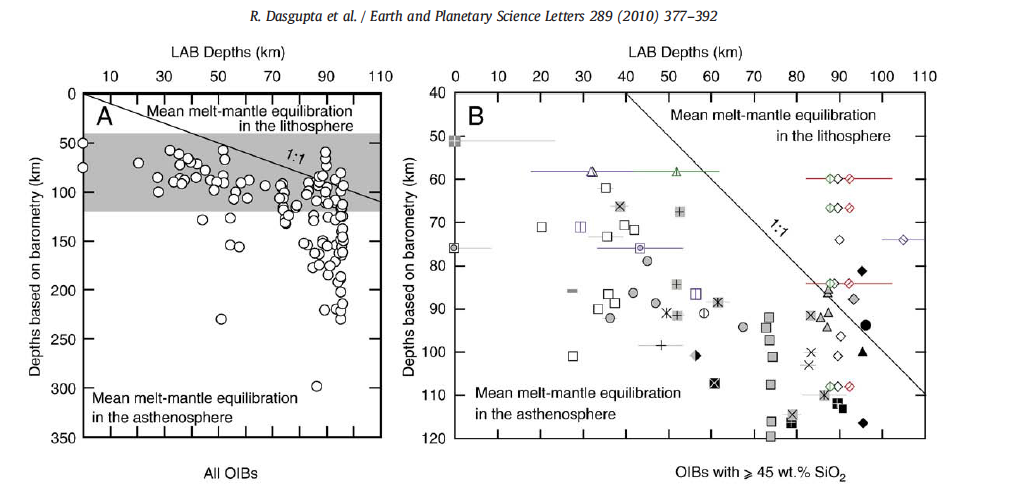 R. Dasgupta et al. / Earth and Planetary Science Letters 289 (2010) 377–392
LAB Depths (km)
10 30 50 70 90 110
0
50
100
150
200
250
300
350
Depths based on barometry (km)
A
Mean melt-mantle equilibration
in the lithosphere
1:1
Mean melt-mantle equilibration
in the asthenosphere
All OIBs
LAB Depths (km)
0 10 20 30 40 50 60 70 80 90 100 110
40
50
60
70
80
90
100
110
120
Depths based on barometry (km)
B
Mean melt-mantle equilibration
in the lithosphere
1:1
Mean melt-mantle equilibration
in the asthenosphere
OIBs with ⩾ 45 wt.% SiO₂